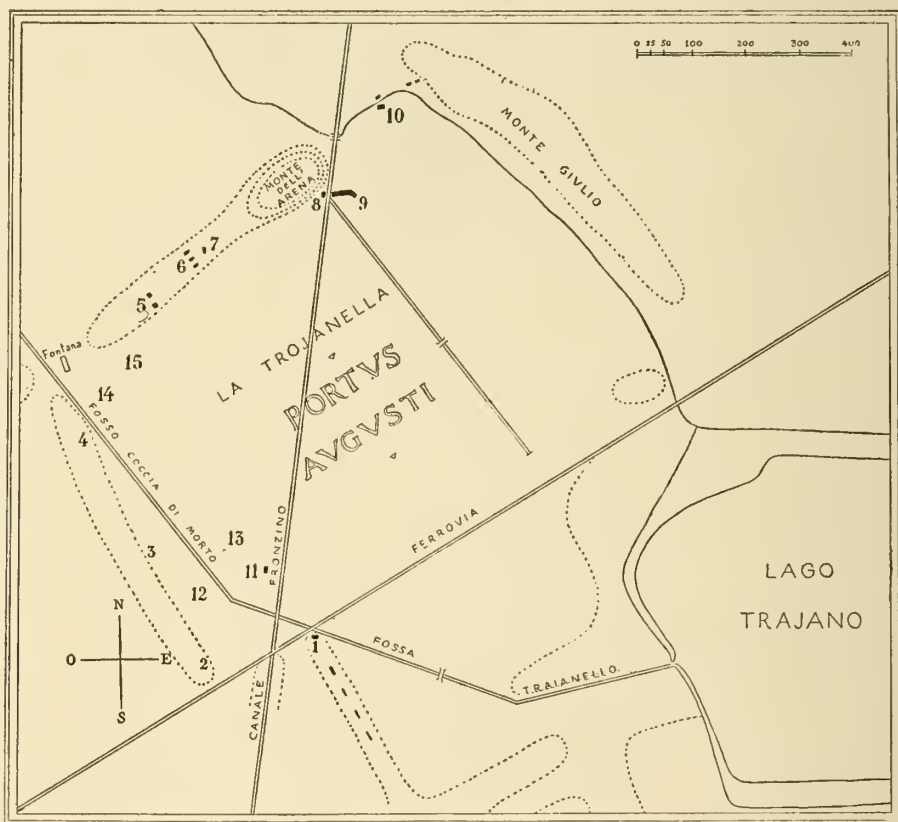 0 25 50 100 200 300 400
10
MONTE GIVLIO
MONTE
DELL'
ARENA
8
9
7
6
5
LA TROJANELLA
PORTVS
AVGVSTI
Fontana
15
14
4
FOSSO COCCIA DI MORTO
3
13
11
12
CANALE FRONZINO
FERROVIA
LAGO
TRAJANO
N
O
E
S
2
1
FOSSA TRAIANELLO.